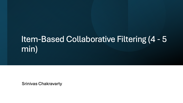 Item-Based Collaborative Filtering (4 - 5
min)
Srinivas Chakravarty